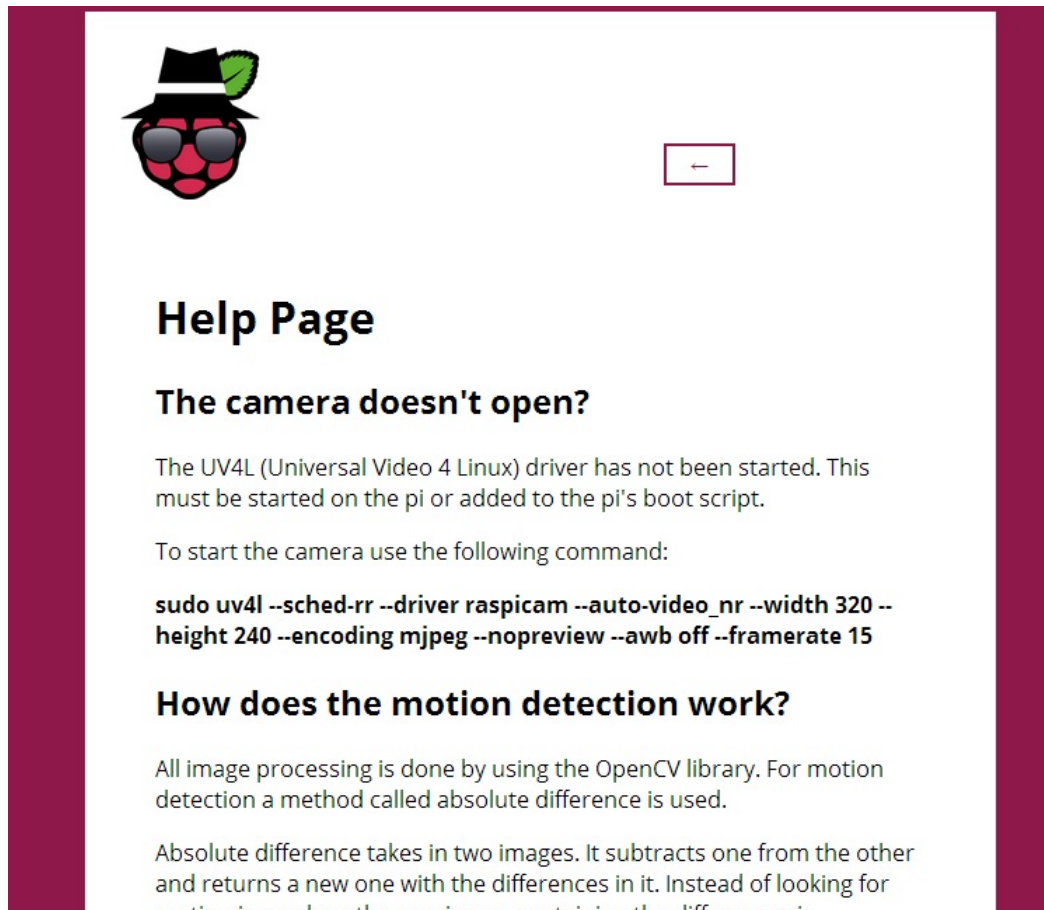 ←
Help Page
The camera doesn't open?
The UV4L (Universal Video 4 Linux) driver has not been started. This
must be started on the pi or added to the pi's boot script.
To start the camera use the following command:
sudo uv4l --sched-rr --driver raspicam --auto-video_nr --width 320 --
height 240 --encoding mjpeg --nopreview --awb off --framerate 15
How does the motion detection work?
All image processing is done by using the OpenCV library. For motion
detection a method called absolute difference is used.
Absolute difference takes in two images. It subtracts one from the other
and returns a new one with the differences in it. Instead of looking for